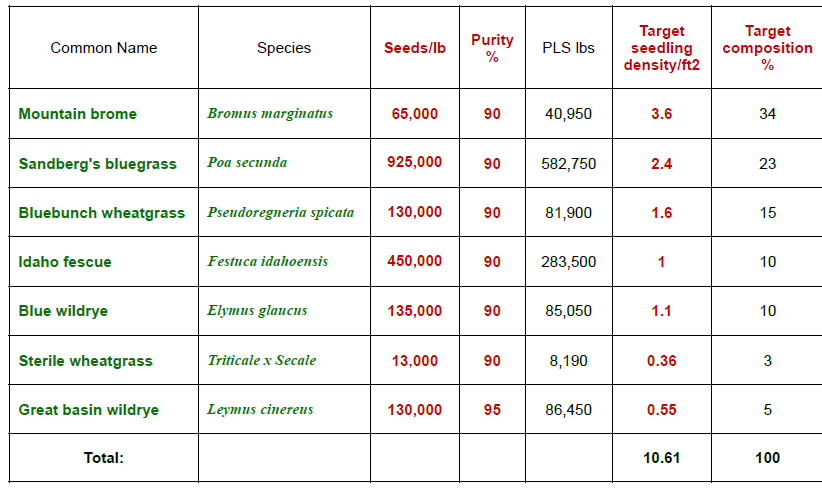 Common Name Species Seeds/lb Purity % PLS lbs Target seedling density/ft2 Target composition %
Mountain brome Bromus marginatus 65,000 90 40,950 3.6 34
Sandberg's bluegrass Poa secunda 925,000 90 582,750 2.4 23
Bluebunch wheatgrass Pseudoregneria spicata 130,000 90 81,900 1.6 15
Idaho fescue Festuca idahoensis 450,000 90 283,500 1 10
Blue wildrye Elymus glaucus 135,000 90 85,050 1.1 10
Sterile wheatgrass Triticale x Secale 13,000 90 8,190 0.36 3
Great basin wildrye Leymus cinereus 130,000 95 86,450 0.55 5
Total: 10.61 100